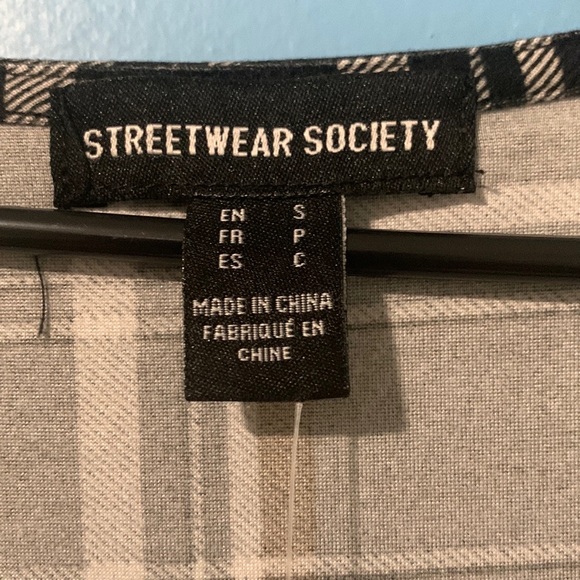 STREETWEAR SOCIETY
EN S
FR P
ES C
MADE IN CHINA
FABRIQUÉ EN
CHINE